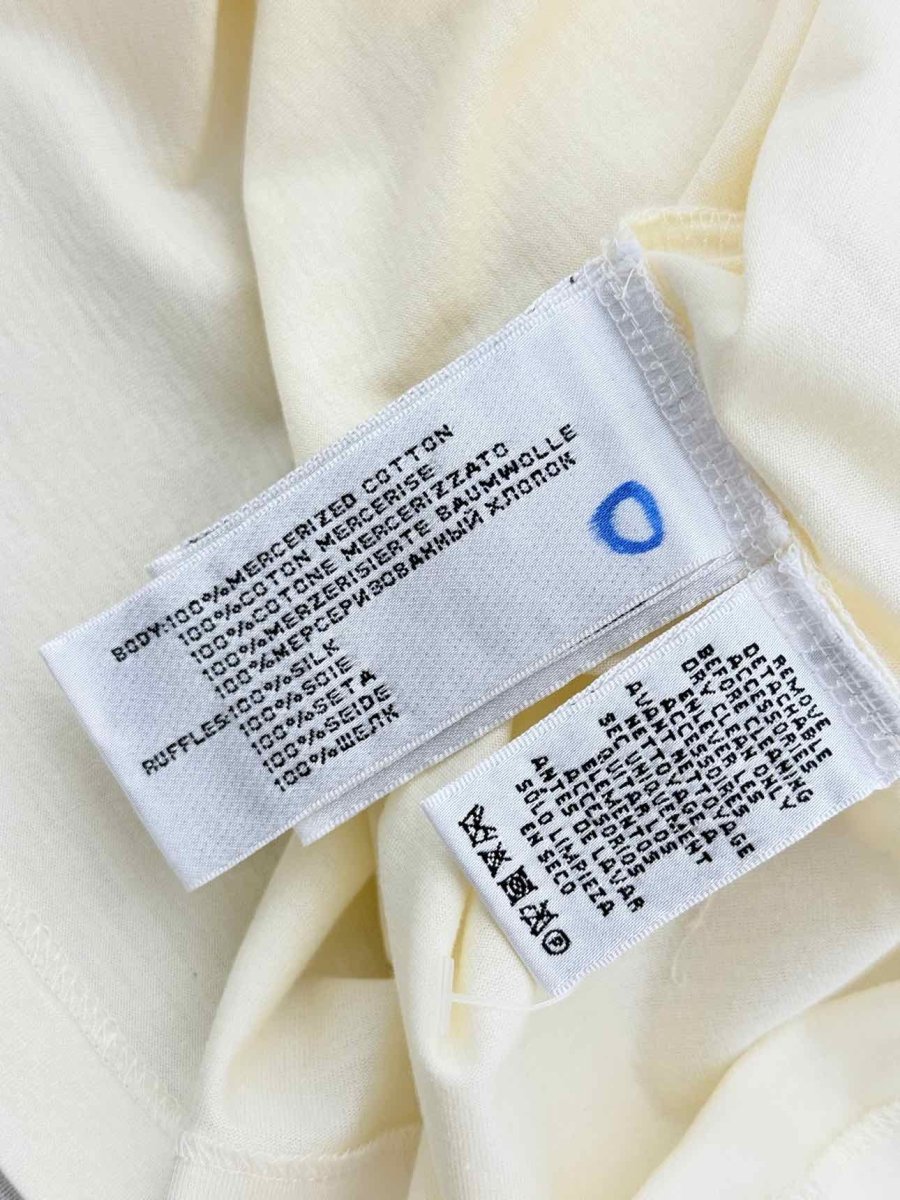 BODY:100%MERCERIZED COTTON
100%COTON MERCERISE
100%COTONE MERCERIZZATO
100%MERZERISIERTE BAUMWOLLE
100%МЕРСЕРИЗОВАННЫЙ ХЛОПОК
RUFFLES:100%SILK
100%SOIE
100%SETA
100%SEIDE
100%ШЕЛК
REMOVE
DETACHABLE
ACCESSORIES
BEFORE CLEANING
DRY CLEAN ONLY
ENLEVER LES
ACCESSOIRES
AVANT NETTOYAGE
NETTOYAGE A
SEC UNIQUEMENT
QUITAR LOS
ELEMENTOS
ACCESORIOS
ANTES DE LAVAR
SÓLO LIMPIEZA
EN SECO
P